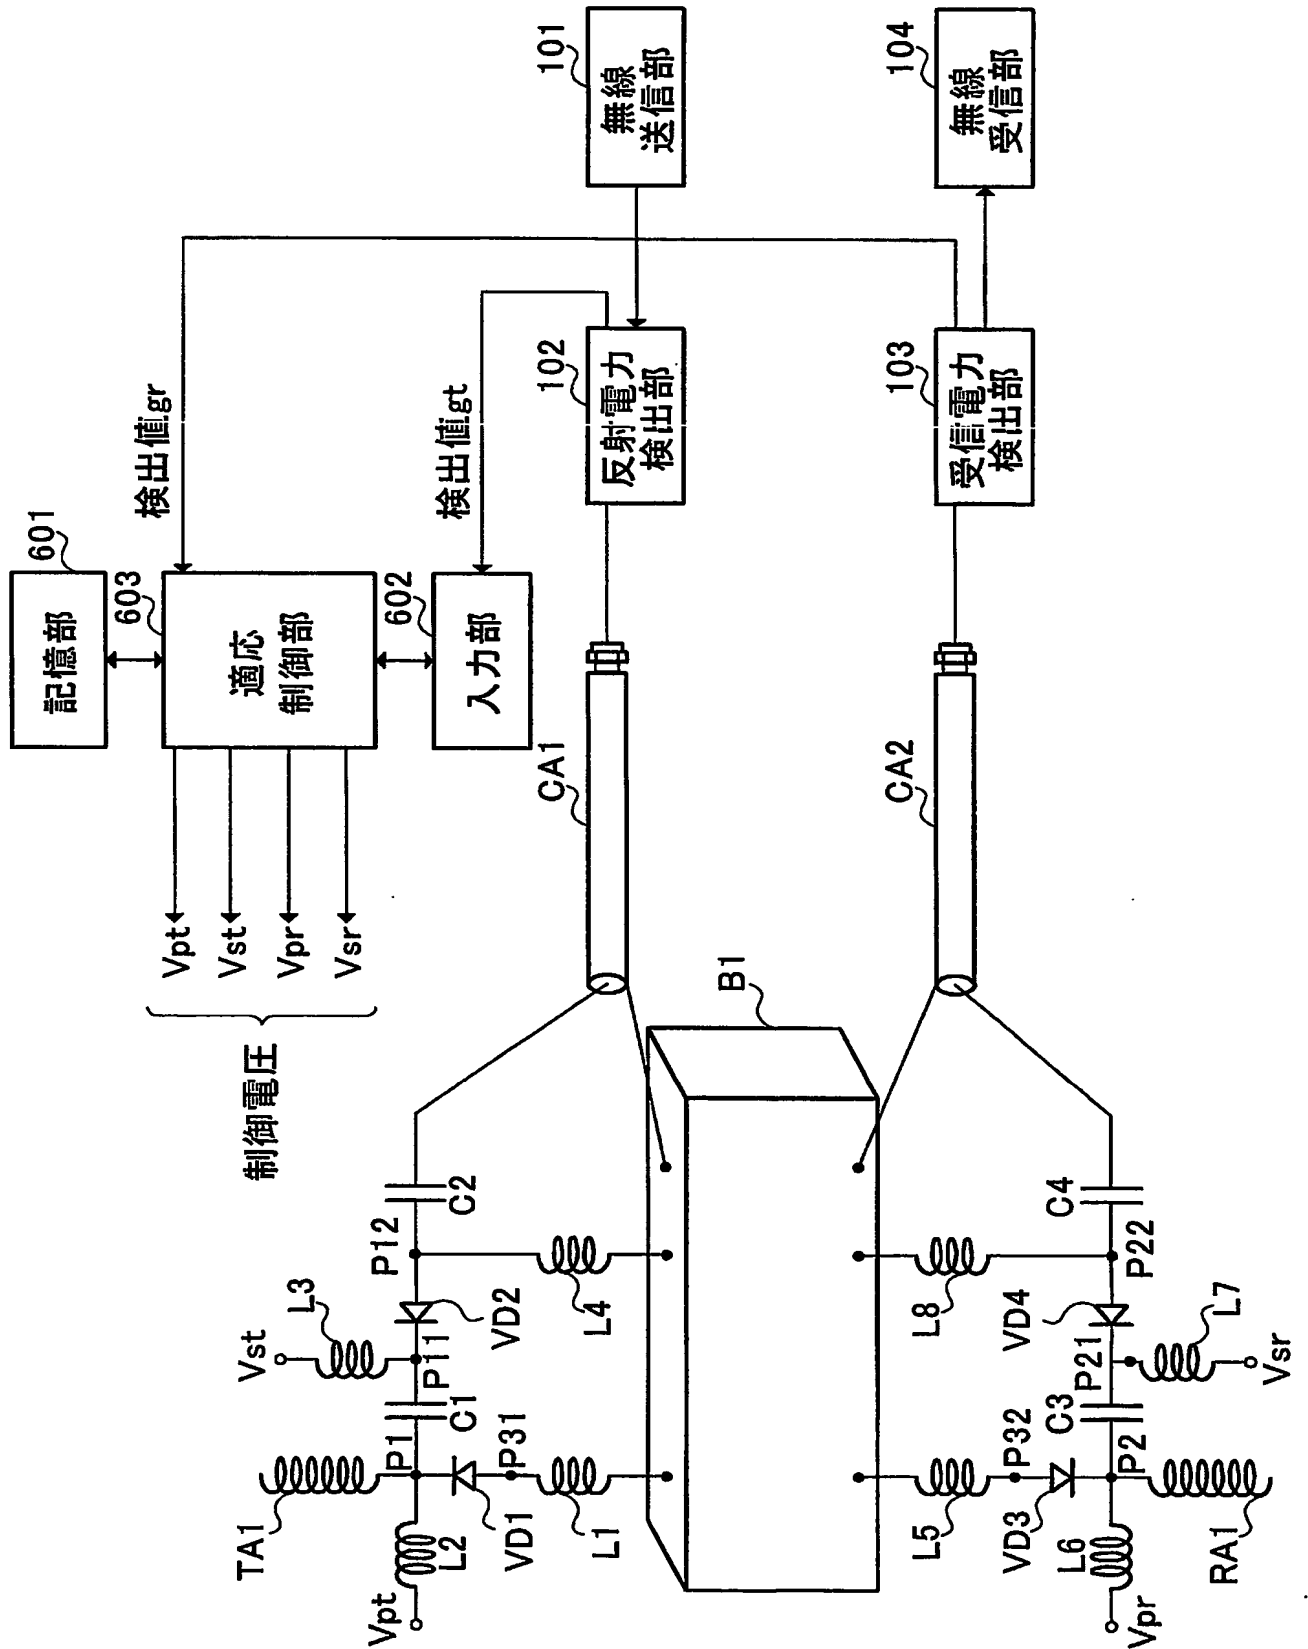 記憶部
601
603
適応
制御部
602
入力部
検出値gr
検出値gt
Vpt
Vst
Vpr
Vsr
制御電圧
101
無線
送信部
102
反射電力
検出部
CA1
104
無線
受信部
103
受信電力
検出部
CA2
B1
TA1
Vpt
L2
P1
VD1
P31
L1
C1
Vst
L3
P11
VD2
P12
L4
C2
C4
P22
L8
VD4
P21
L7
Vsr
C3
P32
P2
L5
VD3
L6
Vpr
RA1